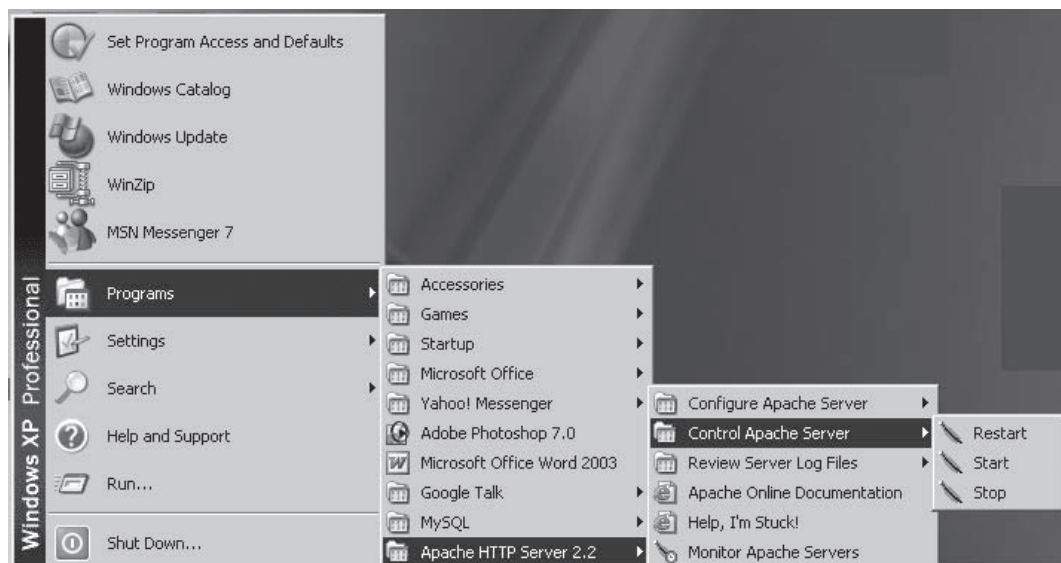 Set Program Access and Defaults
Windows Catalog
Windows Update
WinZip
MSN Messenger 7
Programs
Settings
Search
Help and Support
Run...
Shut Down...
Windows XP Professional
Accessories
Games
Startup
Microsoft Office
Yahoo! Messenger
Adobe Photoshop 7.0
Microsoft Office Word 2003
Google Talk
MySQL
Apache HTTP Server 2.2
Configure Apache Server
Control Apache Server
Review Server Log Files
Apache Online Documentation
Help, I'm Stuck!
Monitor Apache Servers
Restart
Start
Stop